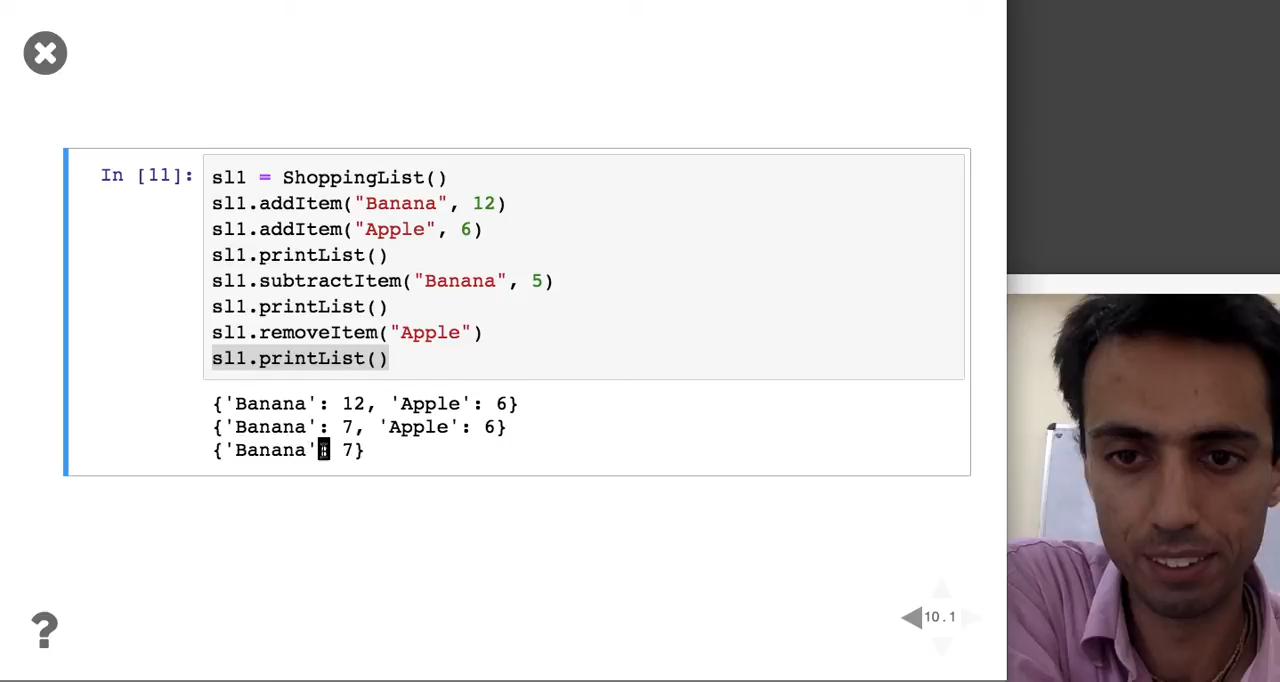 In [11]:
sl1 = ShoppingList()
sl1.addItem("Banana", 12)
sl1.addItem("Apple", 6)
sl1.printList()
sl1.subtractItem("Banana", 5)
sl1.printList()
sl1.removeItem("Apple")
sl1.printList()
{'Banana': 12, 'Apple': 6}
{'Banana': 7, 'Apple': 6}
{'Banana': 7}
?
10.1